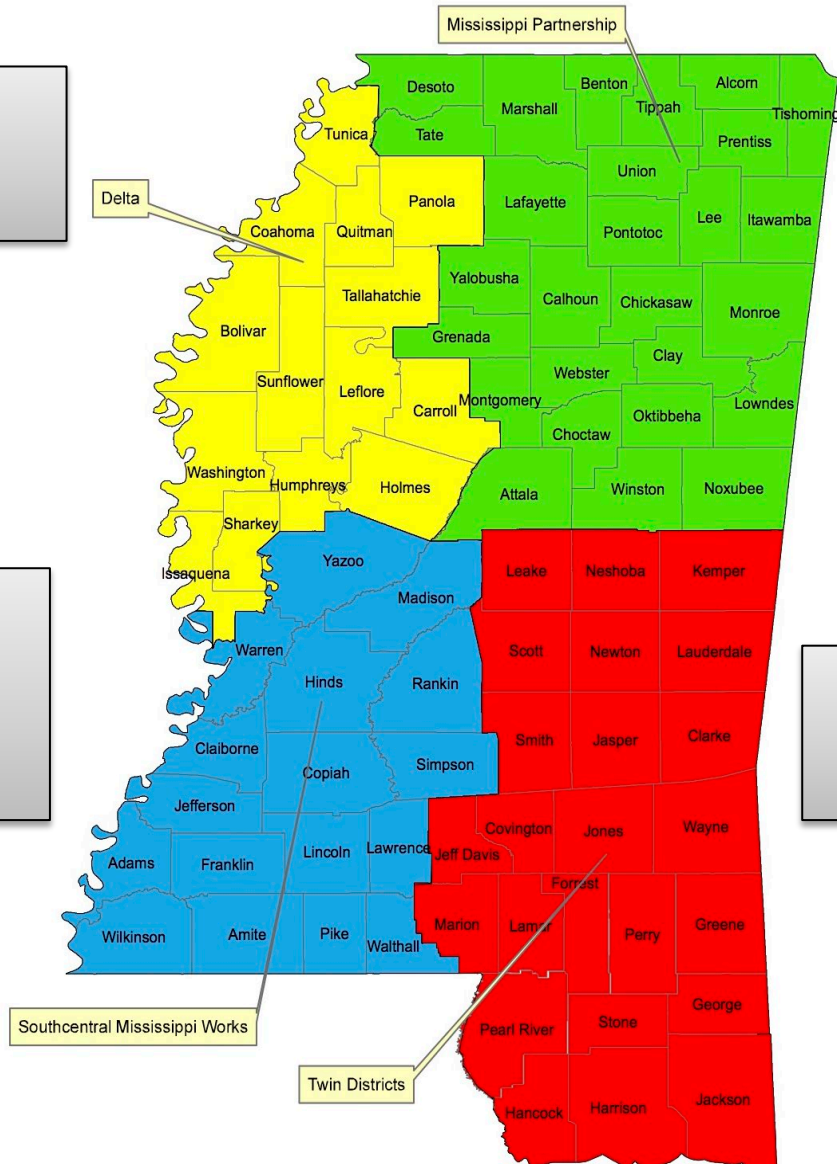 Mississippi Partnership
Desoto
Marshall
Benton
Tippah
Alcorn
Tishoming
Tunica
Tate
Prentiss
Union
Delta
Panola
Lafayette
Lee
Itawamba
Coahoma
Quitman
Pontotoc
Yalobusha
Tallahatchie
Calhoun
Chickasaw
Monroe
Bolivar
Grenada
Clay
Webster
Sunflower
Leflore
Carroll
Montgomery
Lowndes
Oktibbeha
Choctaw
Washington
Humphreys
Holmes
Attala
Winston
Noxubee
Sharkey
Issaquena
Yazoo
Leake
Neshoba
Kemper
Madison
Warren
Scott
Newton
Lauderdale
Hinds
Rankin
Claiborne
Smith
Jasper
Clarke
Copiah
Simpson
Jefferson
Covington
Jones
Wayne
Adams
Franklin
Lincoln
Lawrence
Jeff Davis
Forrest
Wilkinson
Amite
Pike
Walthall
Marion
Lamar
Perry
Greene
George
Southcentral Mississippi Works
Pearl River
Stone
Twin Districts
Hancock
Harrison
Jackson